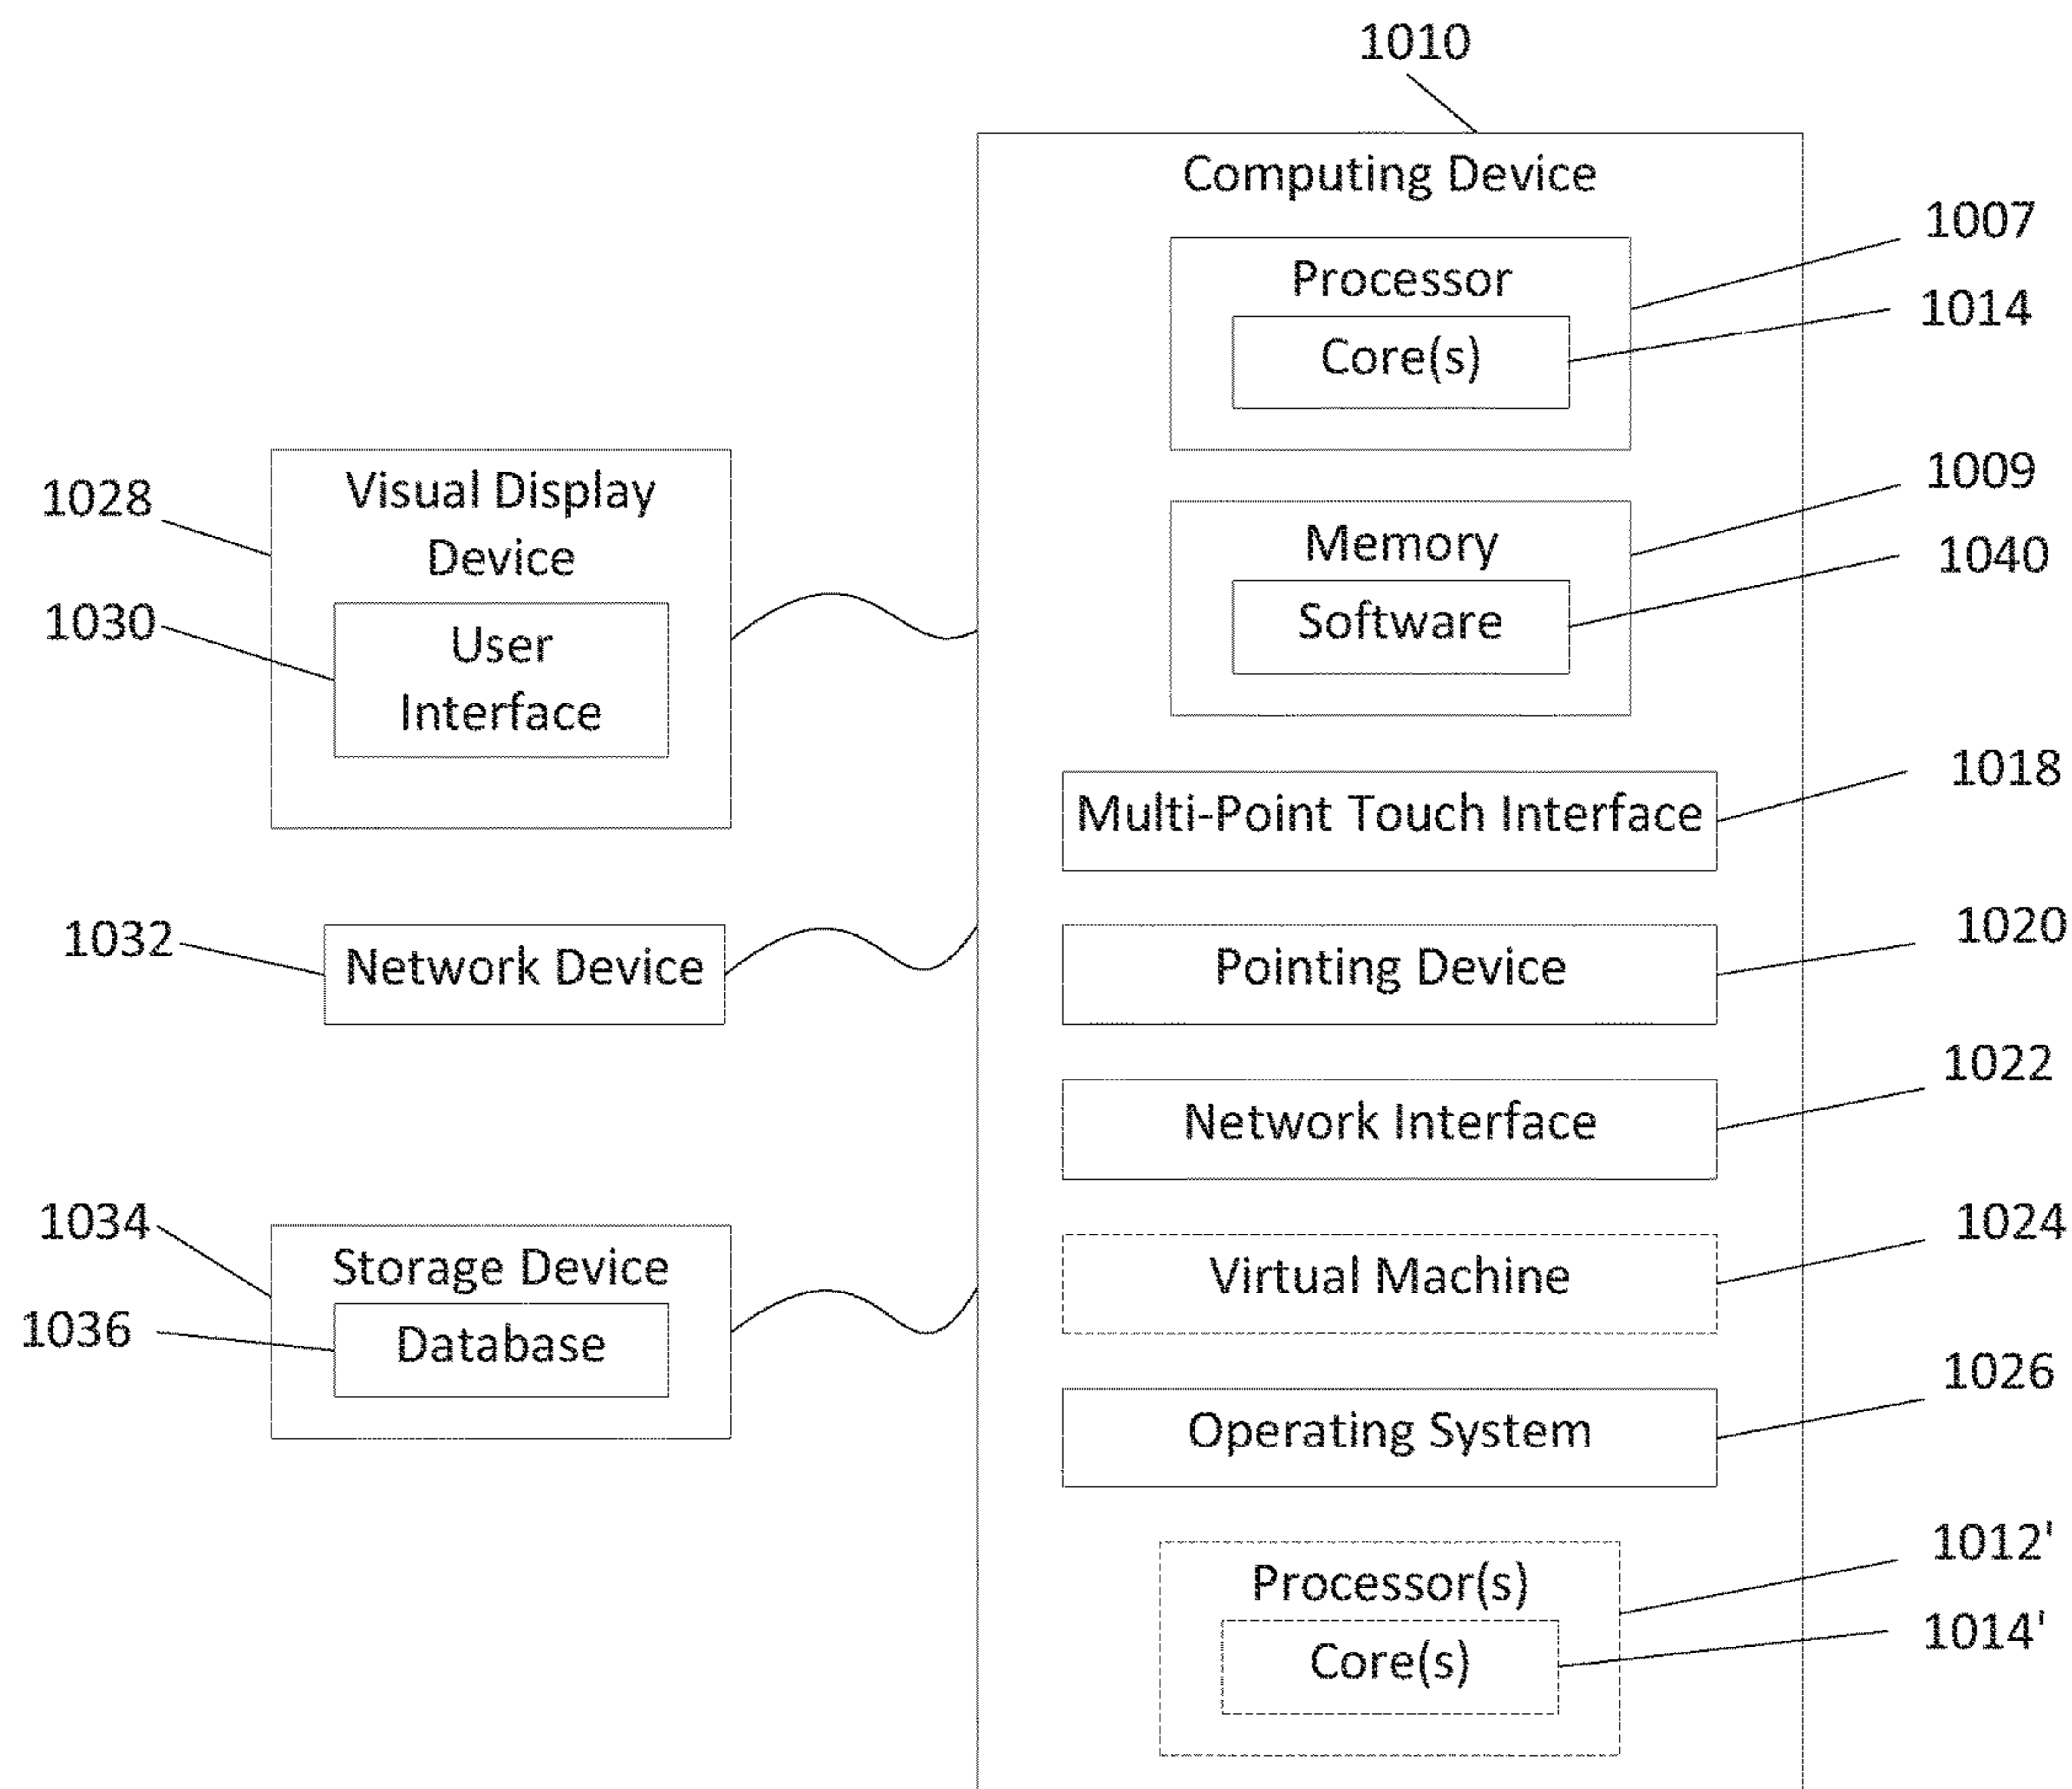 1010
Computing Device
1007
Processor
1014
Core(s)
1009
Memory
1040
Software
1028
Visual Display
Device
1030
User
Interface
1018
Multi-Point Touch Interface
1032
Network Device
1020
Pointing Device
1022
Network Interface
1034
Storage Device
1036
Database
1024
Virtual Machine
1026
Operating System
1012'
Processor(s)
1014'
Core(s)